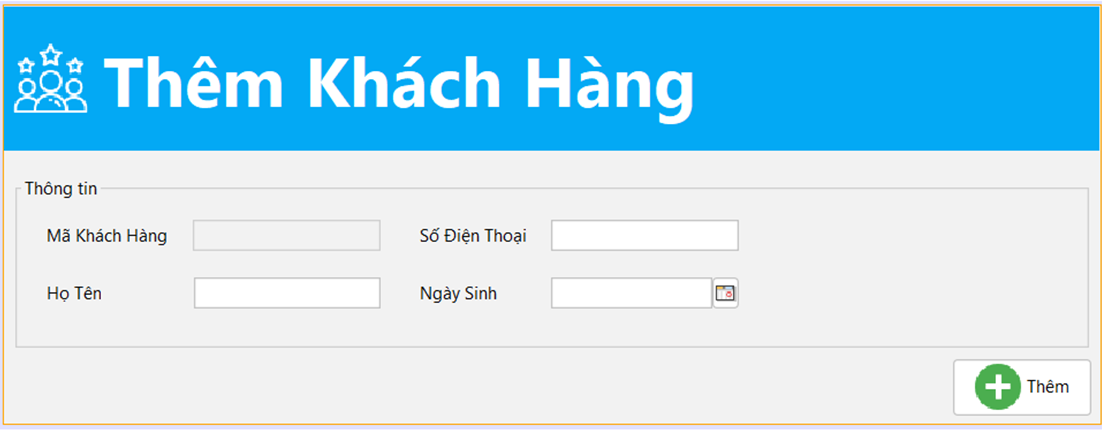 Thêm Khách Hàng
Thông tin
Mã Khách Hàng
Số Điện Thoại
Họ Tên
Ngày Sinh
Thêm